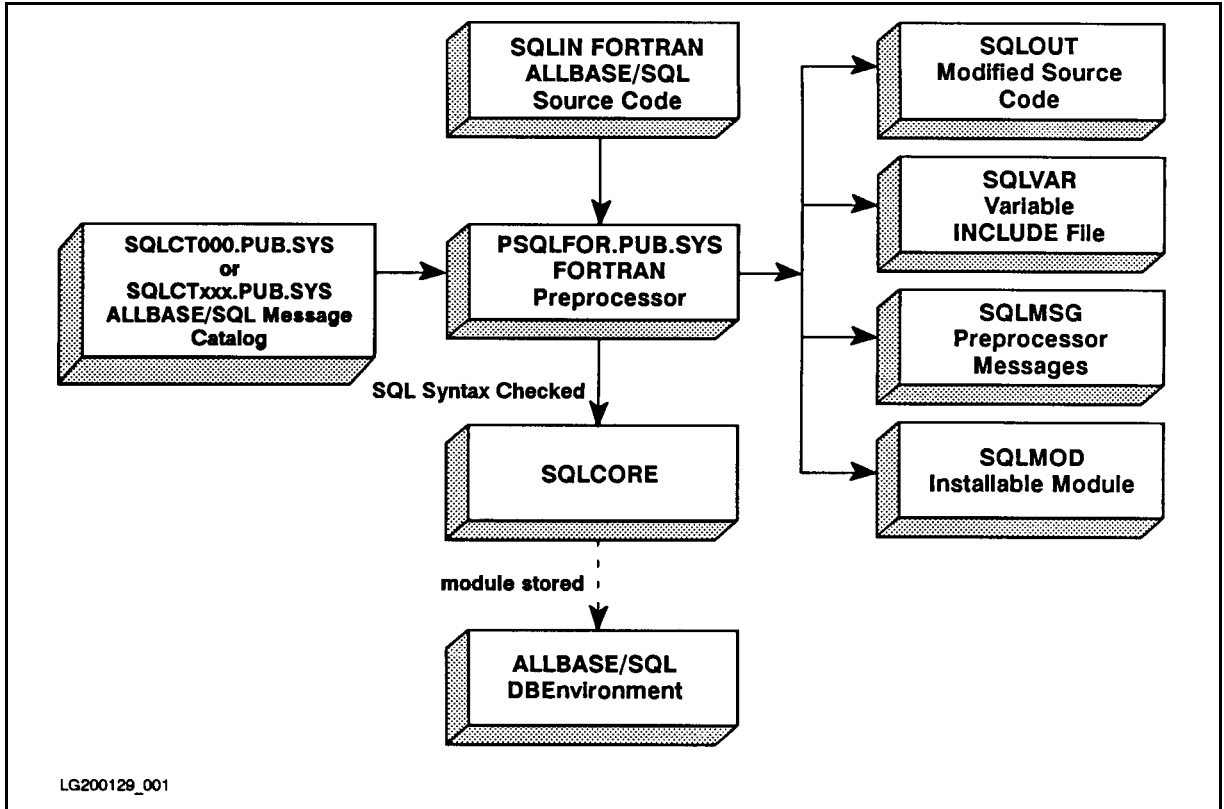 SQLIN FORTRAN
ALLBASE/SQL
Source Code
SQLOUT
Modified Source
Code
SQLVAR
Variable
INCLUDE File
SQLCT000.PUB.SYS
or
SQLCTxxx.PUB.SYS
ALLBASE/SQL Message
Catalog
PSQLFOR.PUB.SYS
FORTRAN
Preprocessor
SQLMSG
Preprocessor
Messages
SQL Syntax Checked
SQLCORE
SQLMOD
Installable Module
module stored
ALLBASE/SQL
DBEnvironment
LG200129_001